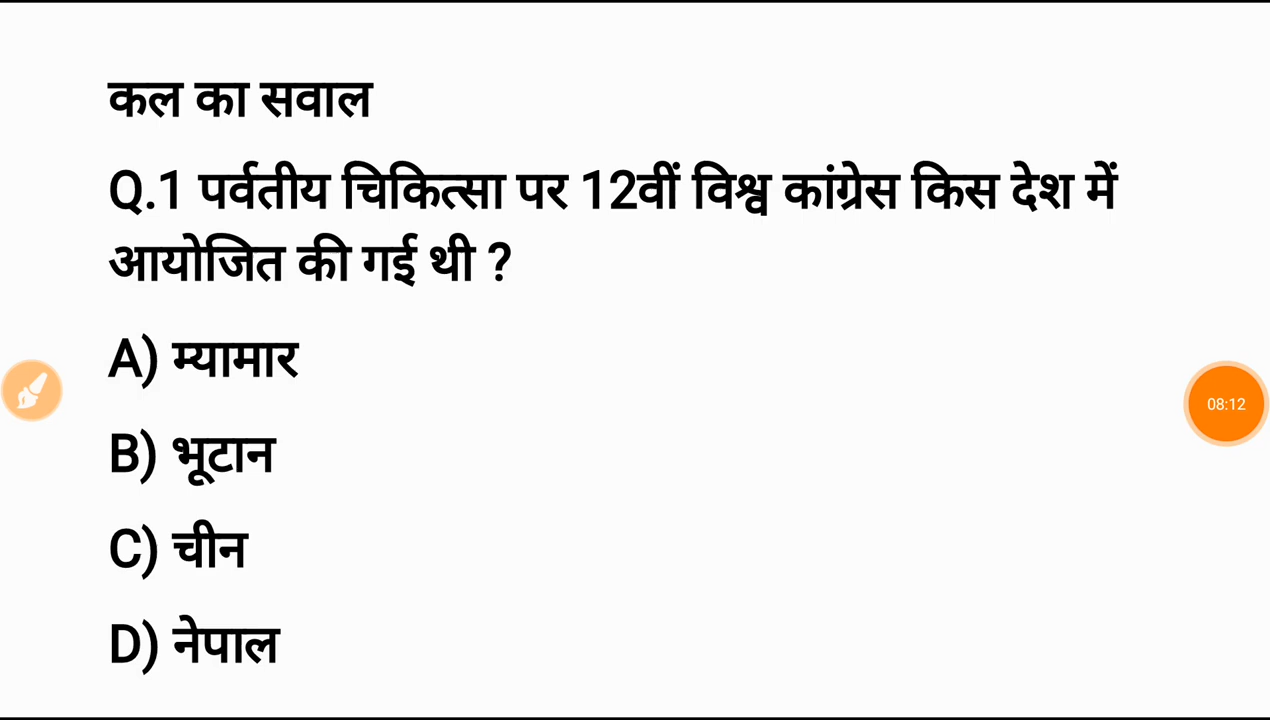 कल का सवाल
Q.1 पर्वतीय चिकित्सा पर 12वीं विश्व कांग्रेस किस देश में
आयोजित की गई थी ?
A) म्यामार
B) भूटान
08:12
C) चीन
D) नेपाल